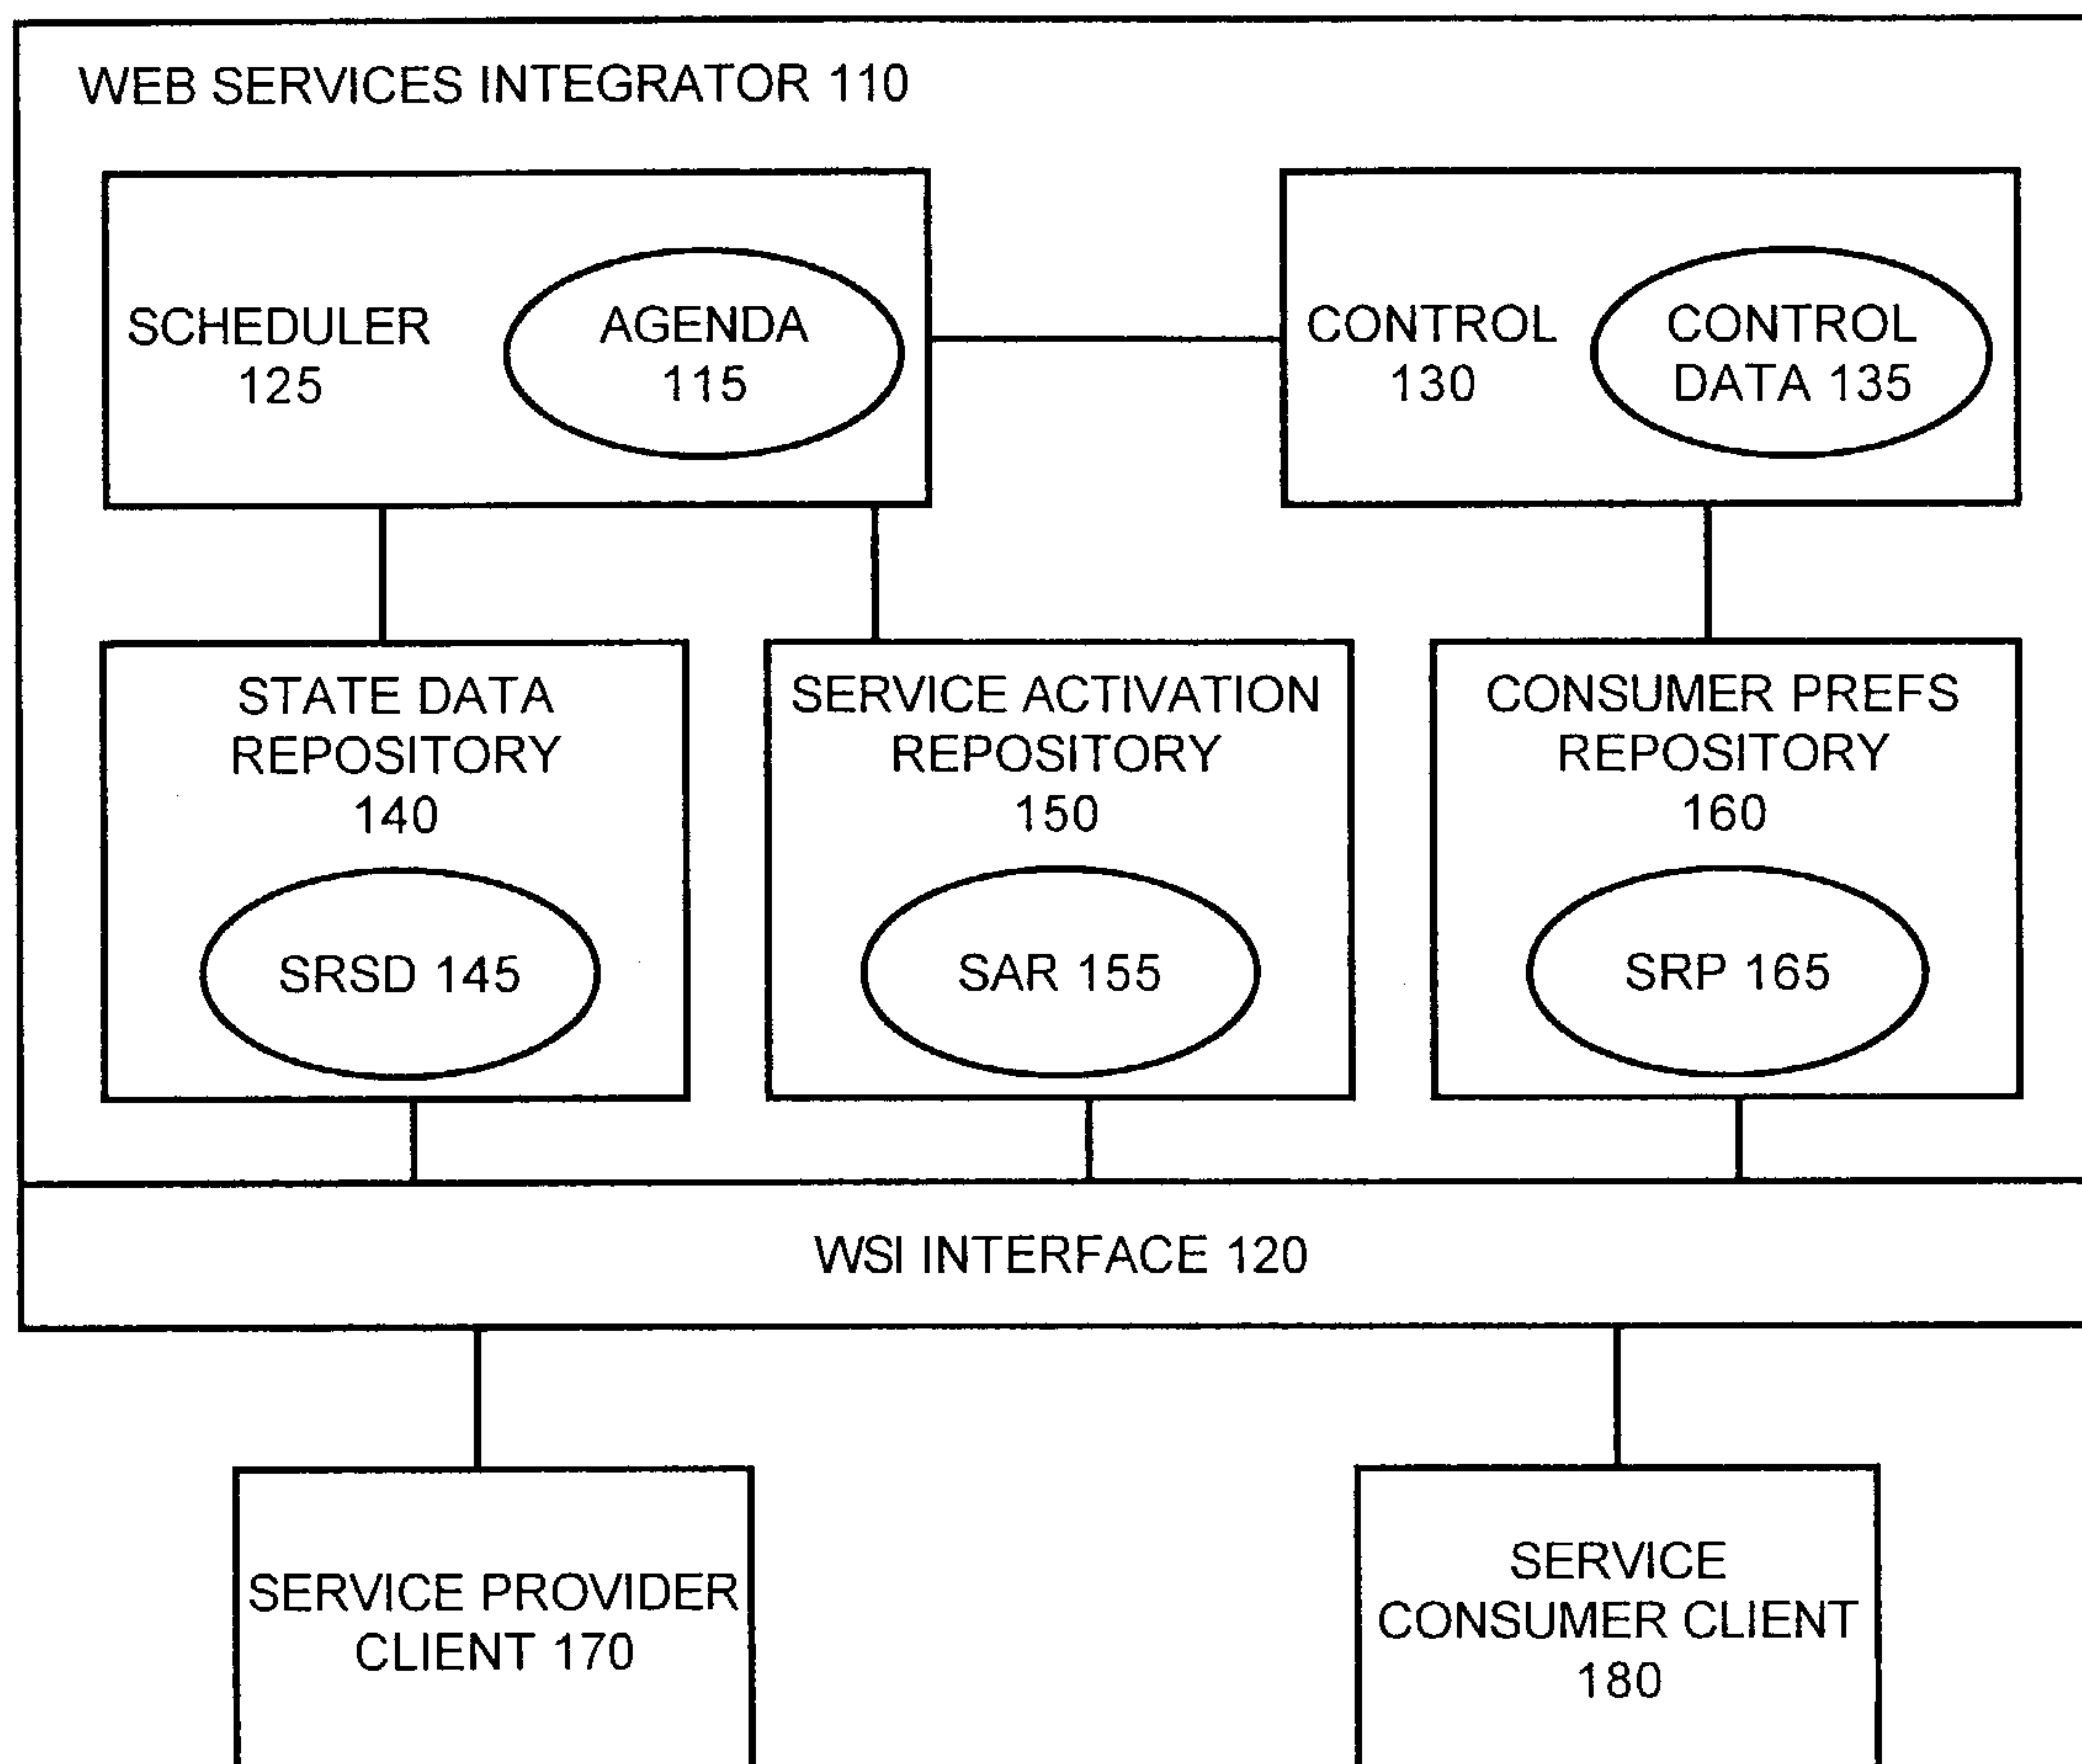 WEB SERVICES INTEGRATOR 110
SCHEDULER
125
AGENDA
115
CONTROL
130
CONTROL
DATA 135
STATE DATA
REPOSITORY
140
SRSD 145
SERVICE ACTIVATION
REPOSITORY
150
SAR 155
CONSUMER PREFS
REPOSITORY
160
SRP 165
WSI INTERFACE 120
SERVICE PROVIDER
CLIENT 170
SERVICE
CONSUMER CLIENT
180